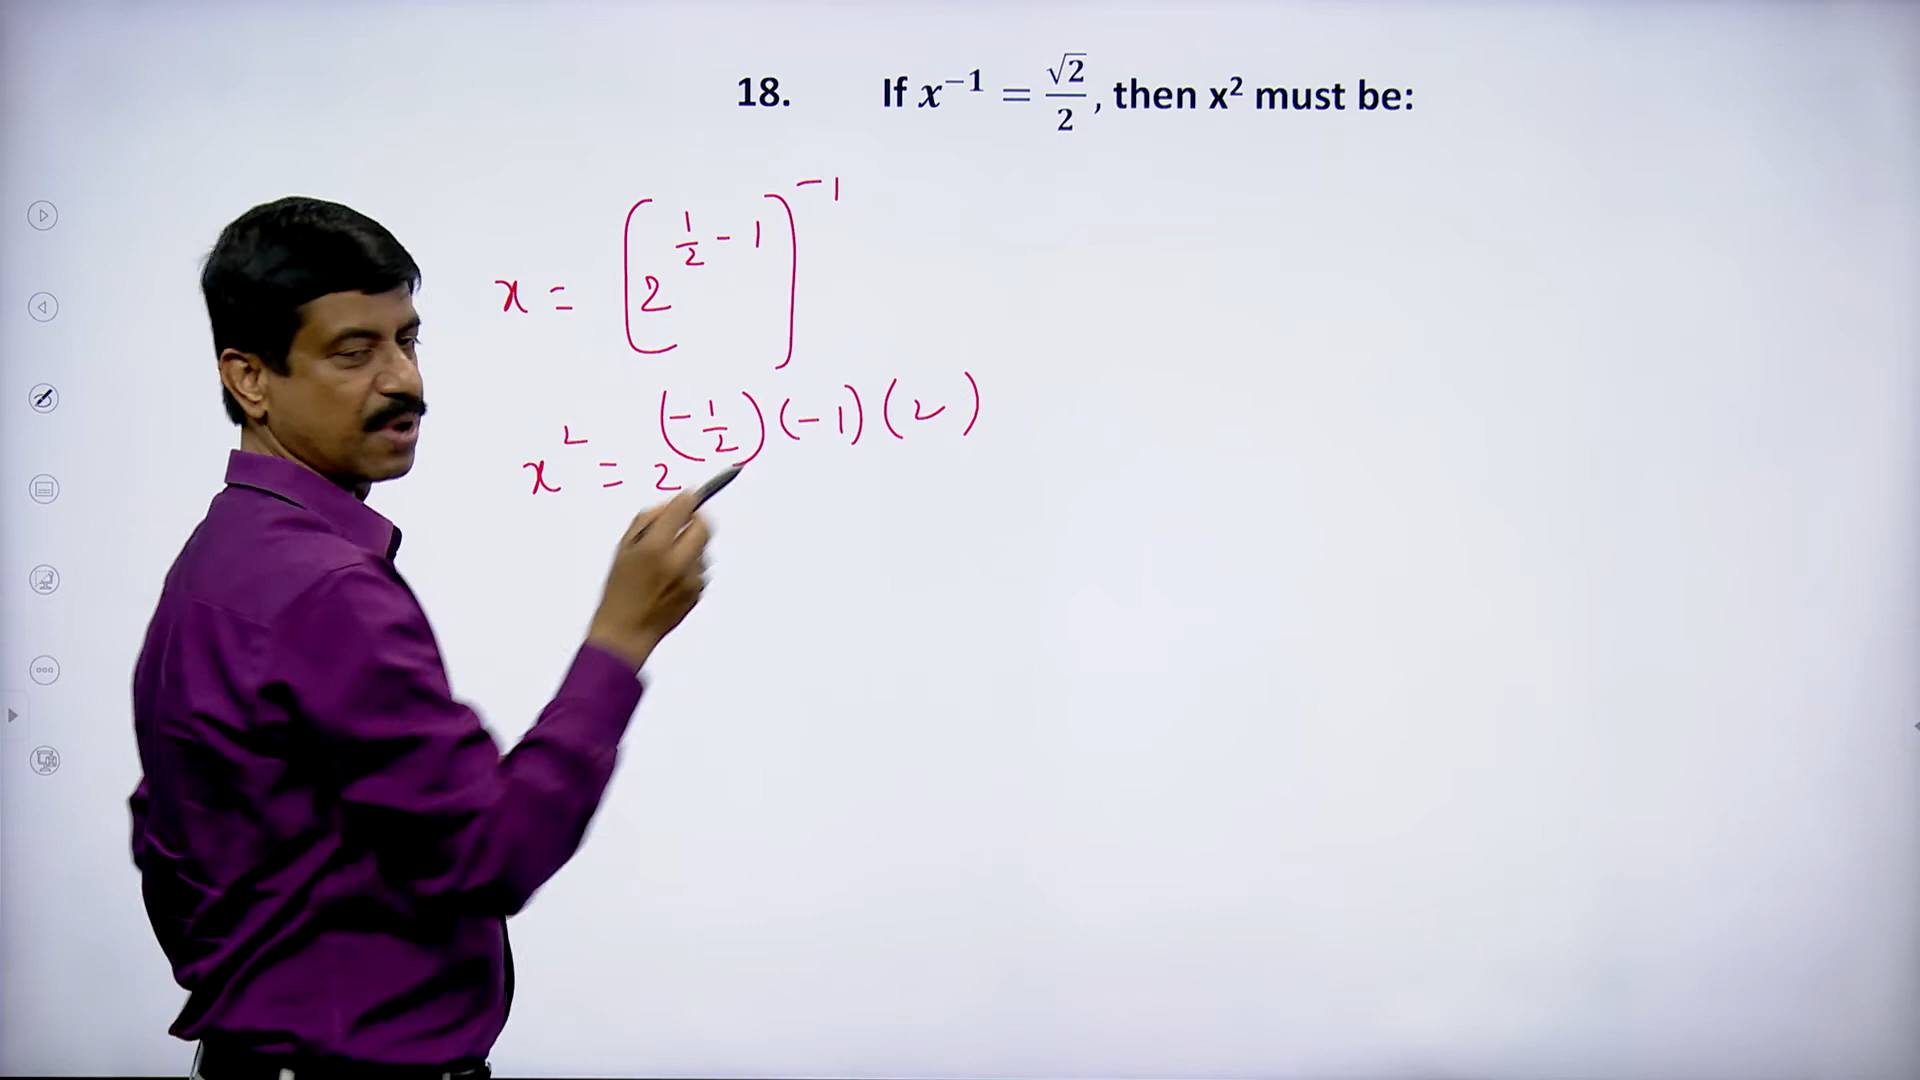 18. If x⁻¹ = √2/2, then x² must be:
x = [2^(1/2 - 1)]^-1
x² = 2^(-1/2)(-1)(2)